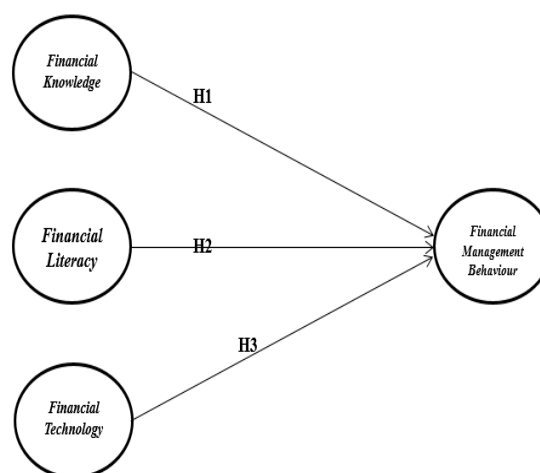 Financial
Knowledge
H1
Financial
Literacy
H2
Financial
Management
Behaviour
H3
Financial
Technology